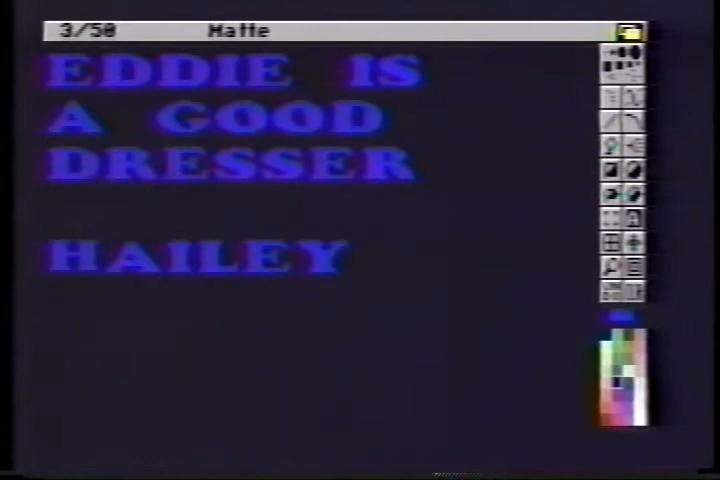 3/50 Matte
EDDIE IS
A GOOD
DRESSER
HAILEY